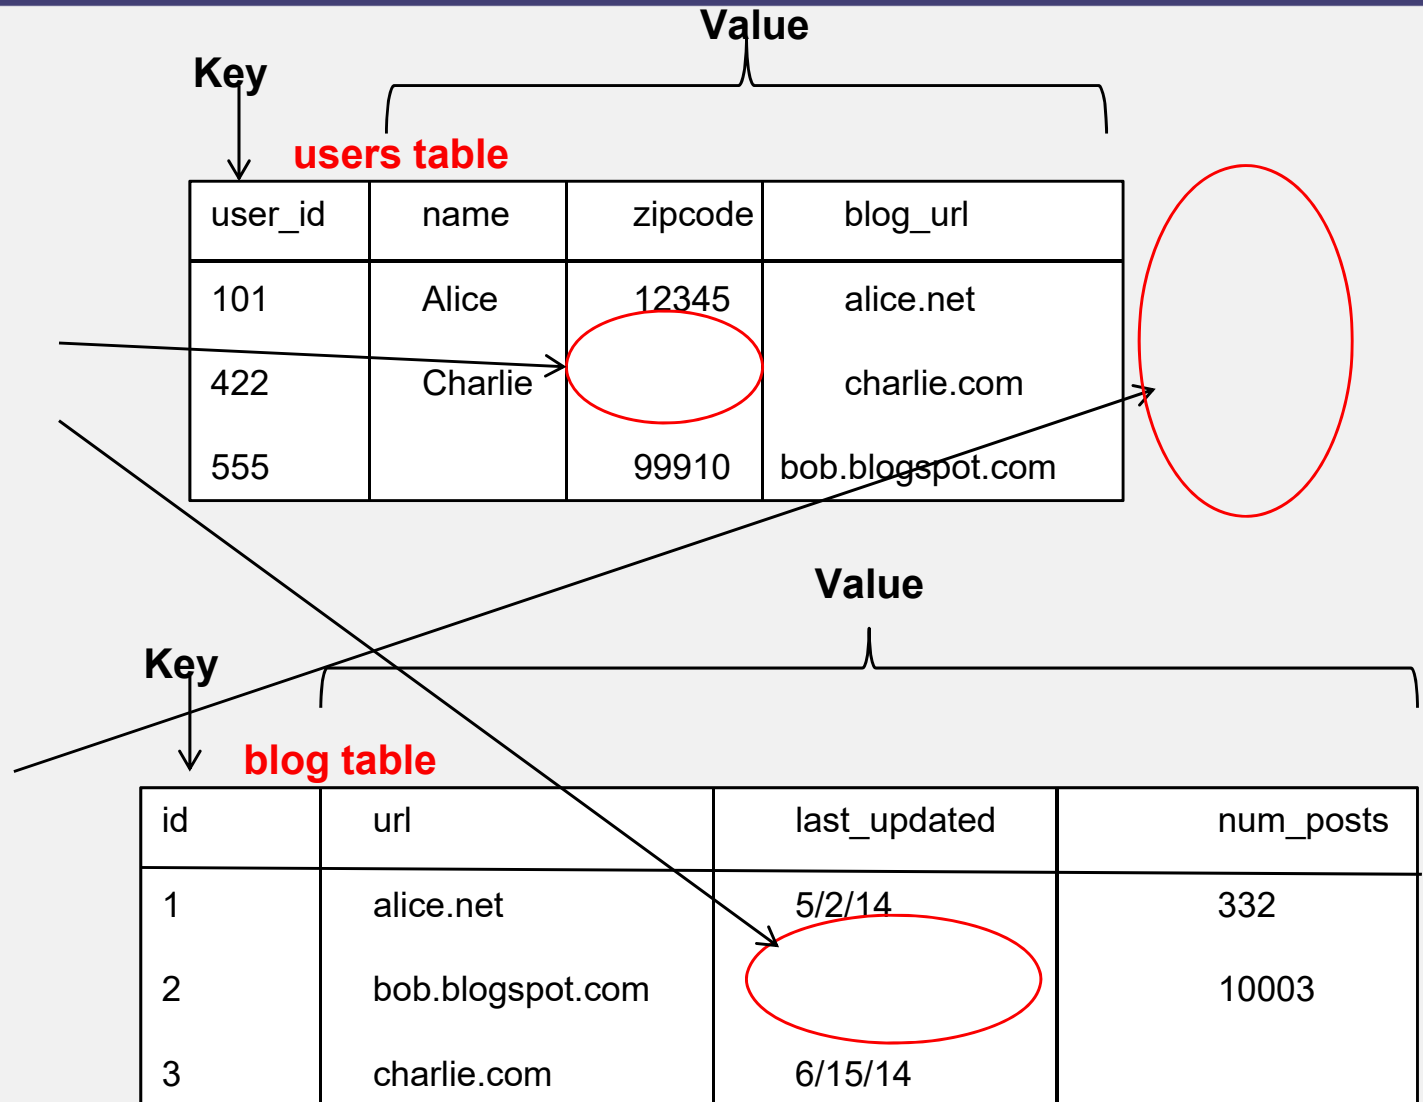 Value
Key
users table
user_id name zipcode blog_url
101 Alice 12345 alice.net
422 Charlie charlie.com
555 99910 bob.blogspot.com
Value
Key
blog table
id url last_updated num_posts
1 alice.net 5/2/14 332
2 bob.blogspot.com 10003
3 charlie.com 6/15/14